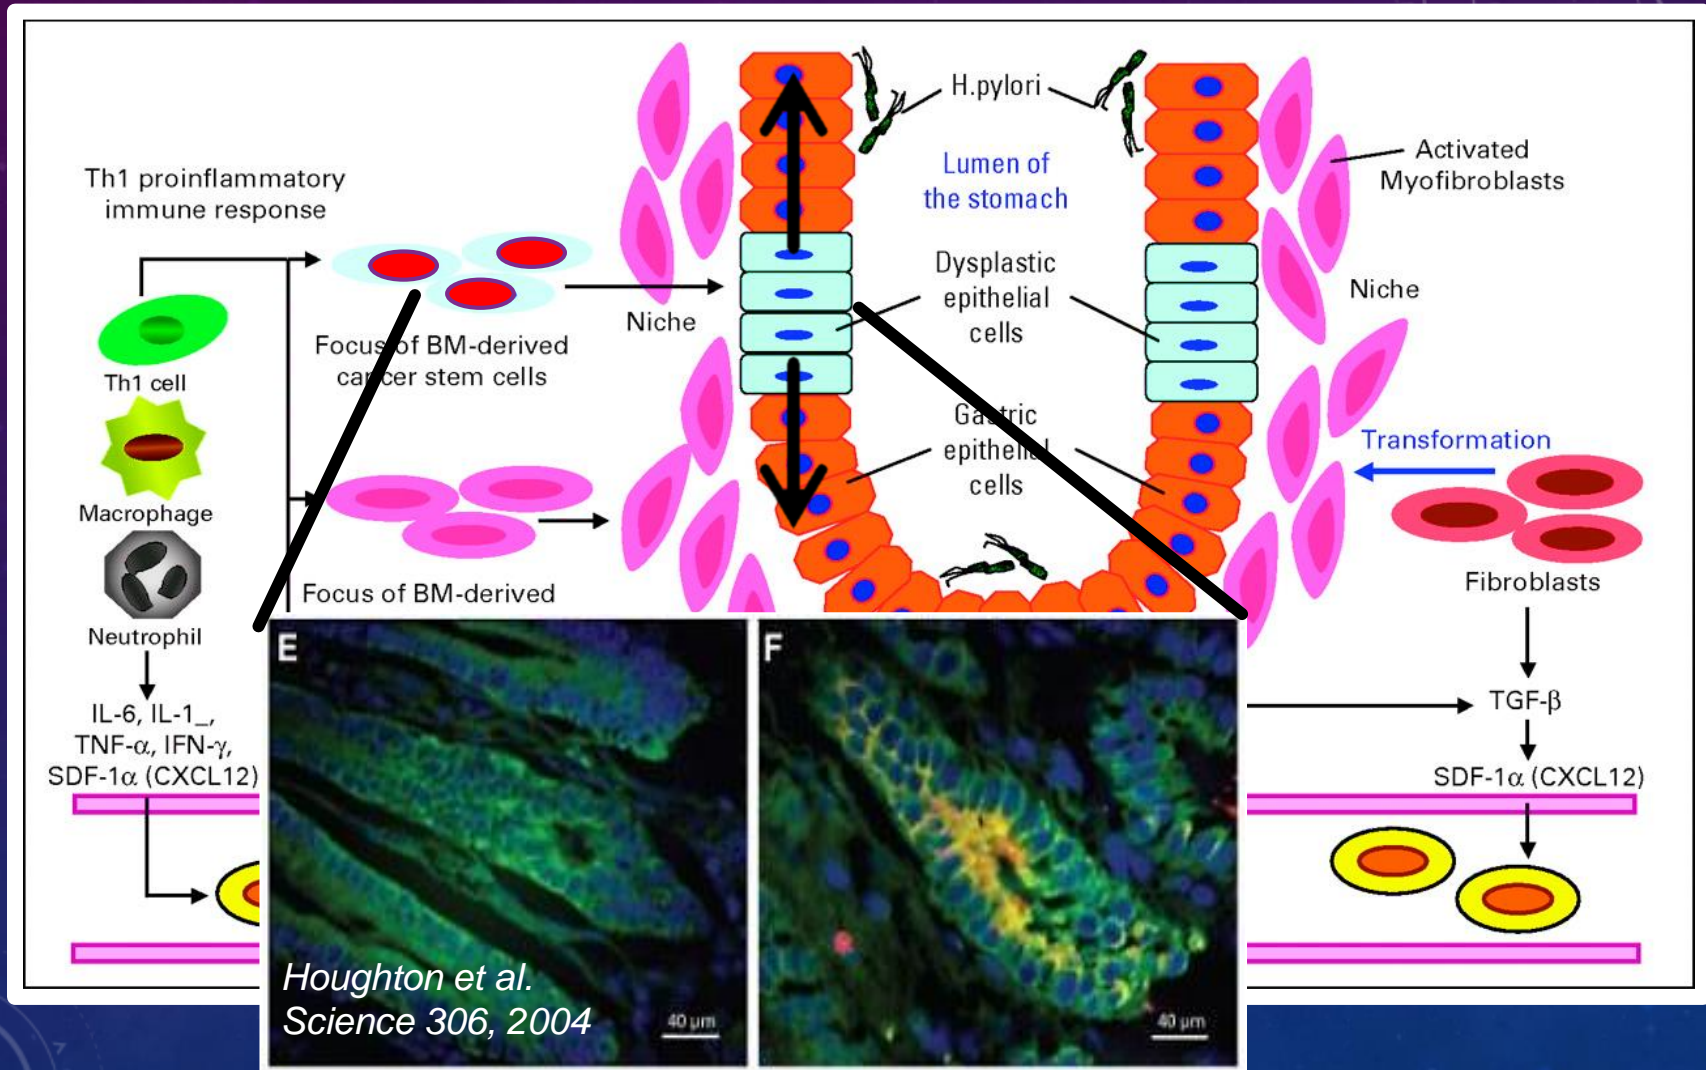 H.pylori
Th1 proinflammatory
immune response
Lumen of
the stomach
Activated
Myofibroblasts
Dysplastic
epithelial
cells
Niche
Niche
Focus of BM-derived
cancer stem cells
Th1 cell
Gastric
epithelial
cells
Transformation
Macrophage
Focus of BM-derived
Fibroblasts
Neutrophil
E
F
IL-6, IL-1_,
TNF-α, IFN-γ,
SDF-1α (CXCL12)
TGF-β
SDF-1α (CXCL12)
Houghton et al.
Science 306, 2004
40 µm
40 µm